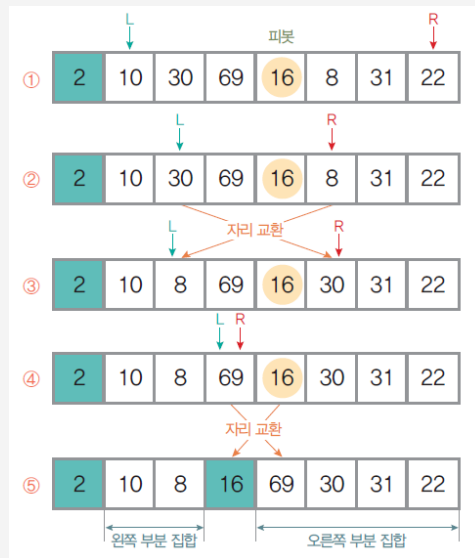 L 피봇 R
① 2 10 30 69 16 8 31 22
L R
② 2 10 30 69 16 8 31 22
자리 교환
L R
③ 2 10 8 69 16 30 31 22
L R
④ 2 10 8 69 16 30 31 22
자리 교환
⑤ 2 10 8 16 69 30 31 22
왼쪽 부분 집합 오른쪽 부분 집합